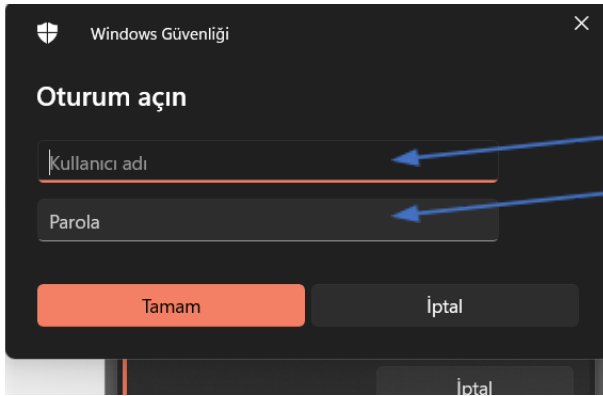 Windows Güvenliği
Oturum açın
Kullanıcı adı
Parola
Tamam
İptal
İptal